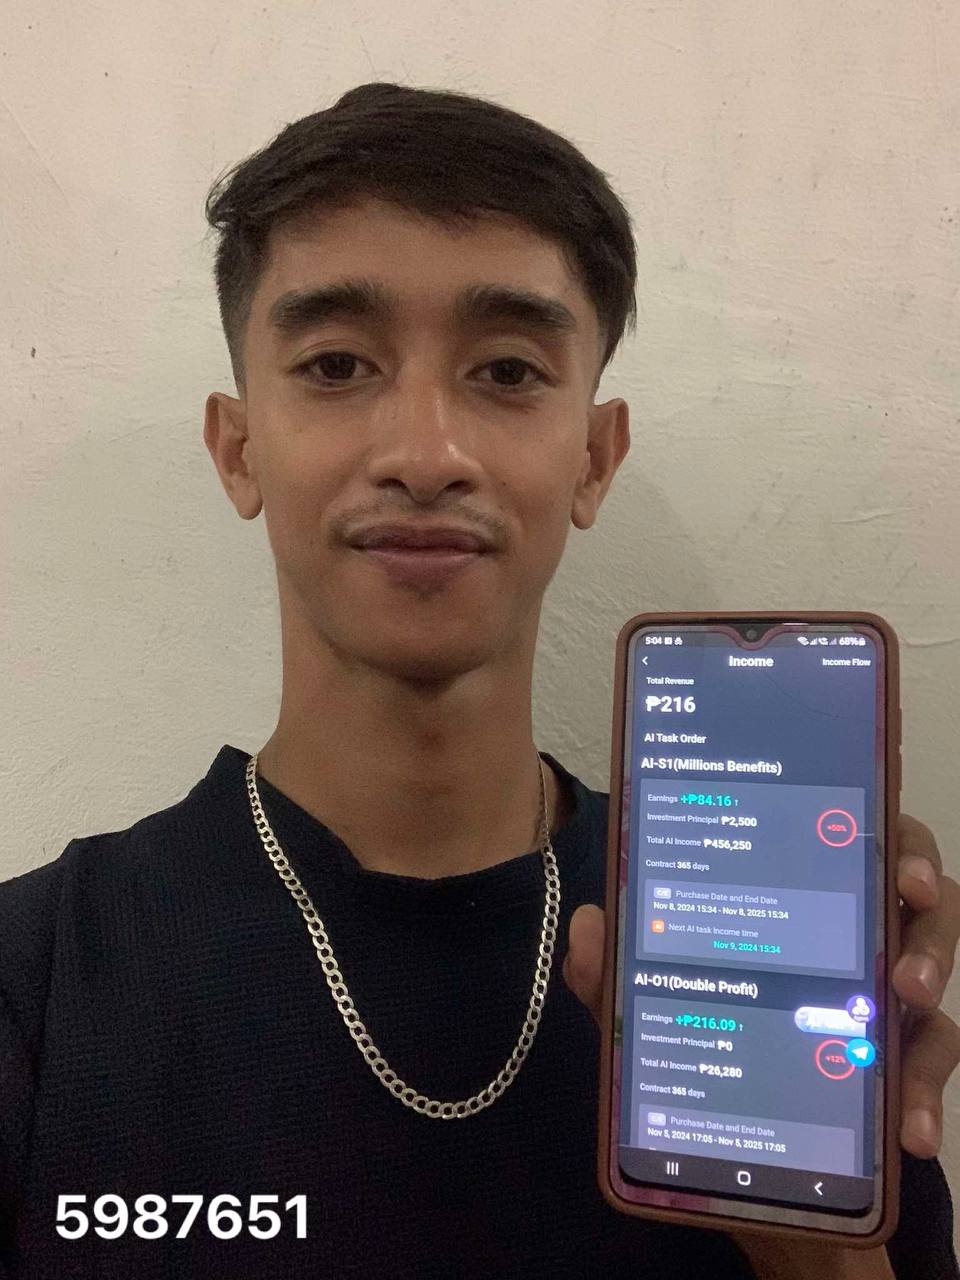 5:04
68%
Income
Income Flow
Total Revenue
₱216
AI Task Order
AI-S1(Millions Benefits)
Earnings +₱84.16 ↑
Investment Principal ₱2,500
+50%
Total AI Income ₱456,250
Contract 365 days
Purchase Date and End Date
Nov 8, 2024 15:34 - Nov 8, 2025 15:34
Next AI task income time
Nov 9, 2024 15:34
AI-O1(Double Profit)
Earnings +₱216.09 ↑
Investment Principal ₱0
+12%
Total AI Income ₱26,280
Contract 365 days
Purchase Date and End Date
Nov 5, 2024 17:05 - Nov 5, 2025 17:05
5987651